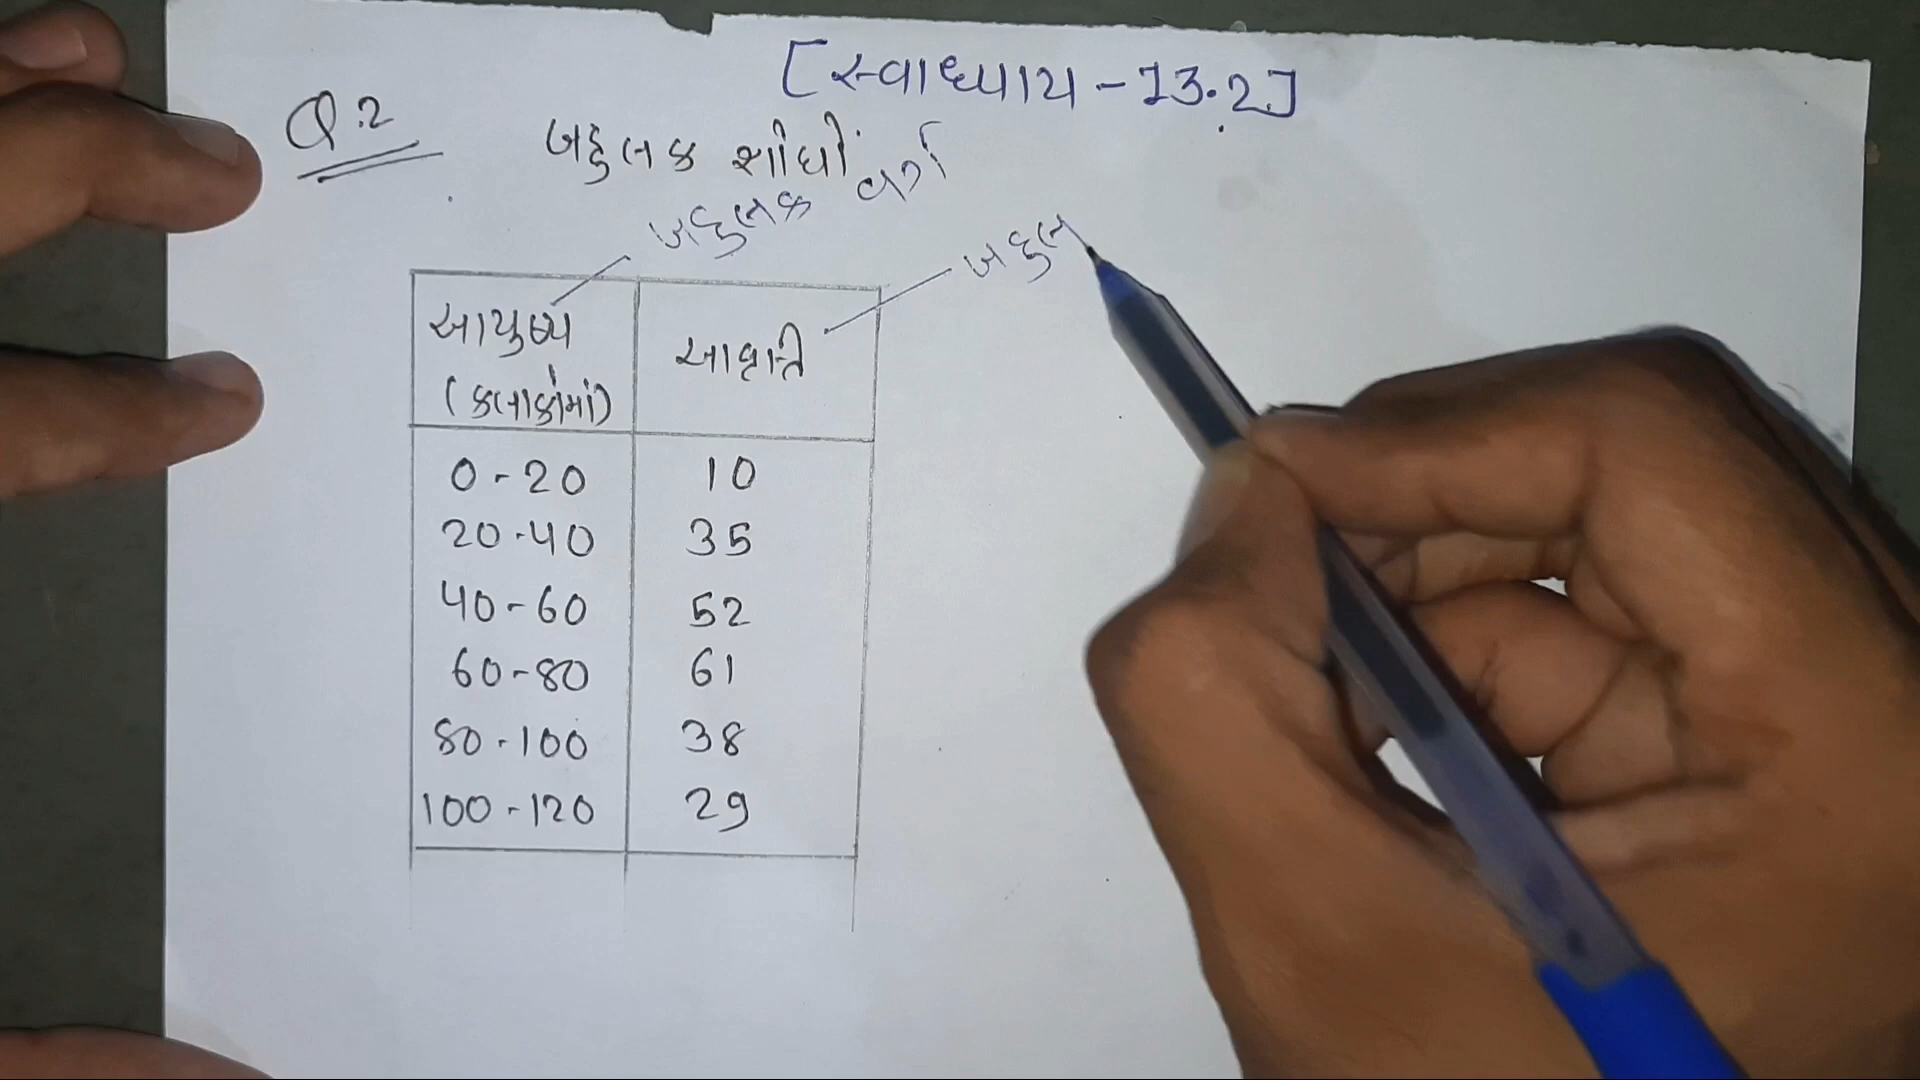 [સ્વાધ્યાય - 13.2]
Q.2 બહુલક શોધો.
બહુલક વર્ગ
બહુલ
આયુષ્ય (કલાકોમાં) આવૃત્તિ
0-20 10
20-40 35
40-60 52
60-80 61
80-100 38
100-120 29